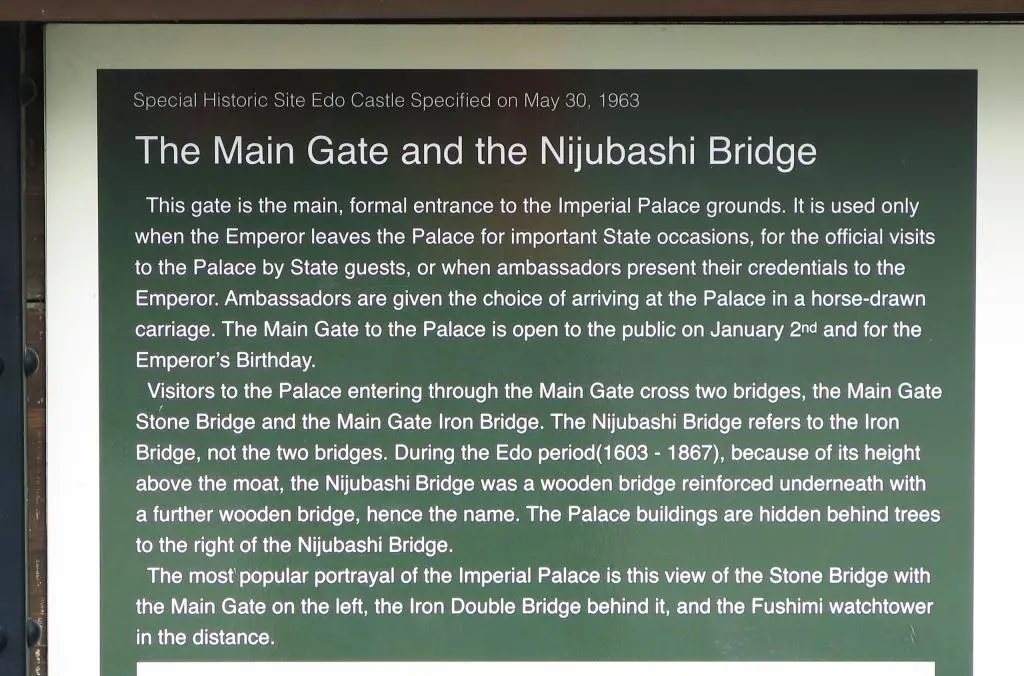 Special Historic Site Edo Castle Specified on May 30, 1963
The Main Gate and the Nijubashi Bridge
This gate is the main, formal entrance to the Imperial Palace grounds. It is used only
when the Emperor leaves the Palace for important State occasions, for the official visits
to the Palace by State guests, or when ambassadors present their credentials to the
Emperor. Ambassadors are given the choice of arriving at the Palace in a horse-drawn
carriage. The Main Gate to the Palace is open to the public on January 2nd and for the
Emperor's Birthday.
Visitors to the Palace entering through the Main Gate cross two bridges, the Main Gate
Stone Bridge and the Main Gate Iron Bridge. The Nijubashi Bridge refers to the Iron
Bridge, not the two bridges. During the Edo period(1603 - 1867), because of its height
above the moat, the Nijubashi Bridge was a wooden bridge reinforced underneath with
a further wooden bridge, hence the name. The Palace buildings are hidden behind trees
to the right of the Nijubashi Bridge.
The most popular portrayal of the Imperial Palace is this view of the Stone Bridge with
the Main Gate on the left, the Iron Double Bridge behind it, and the Fushimi watchtower
in the distance.